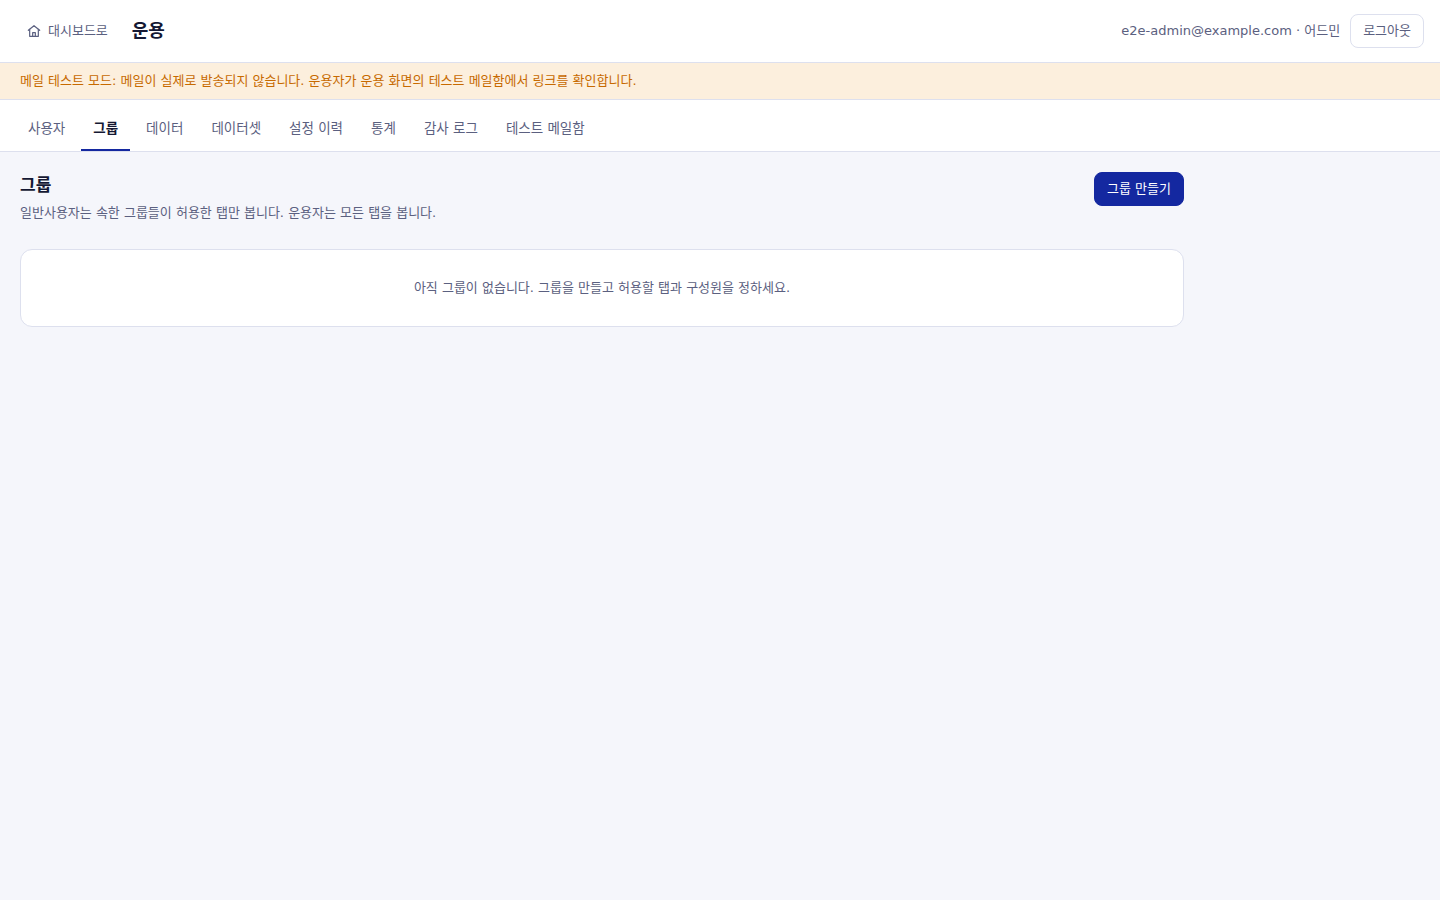 대시보드로
운용
e2e-admin@example.com · 어드민
로그아웃
메일 테스트 모드: 메일이 실제로 발송되지 않습니다. 운용자가 운용 화면의 테스트 메일함에서 링크를 확인합니다.
사용자
그룹
데이터
데이터셋
설정 이력
통계
감사 로그
테스트 메일함
그룹
그룹 만들기
일반사용자는 속한 그룹들이 허용한 탭만 봅니다. 운용자는 모든 탭을 봅니다.
아직 그룹이 없습니다. 그룹을 만들고 허용할 탭과 구성원을 정하세요.